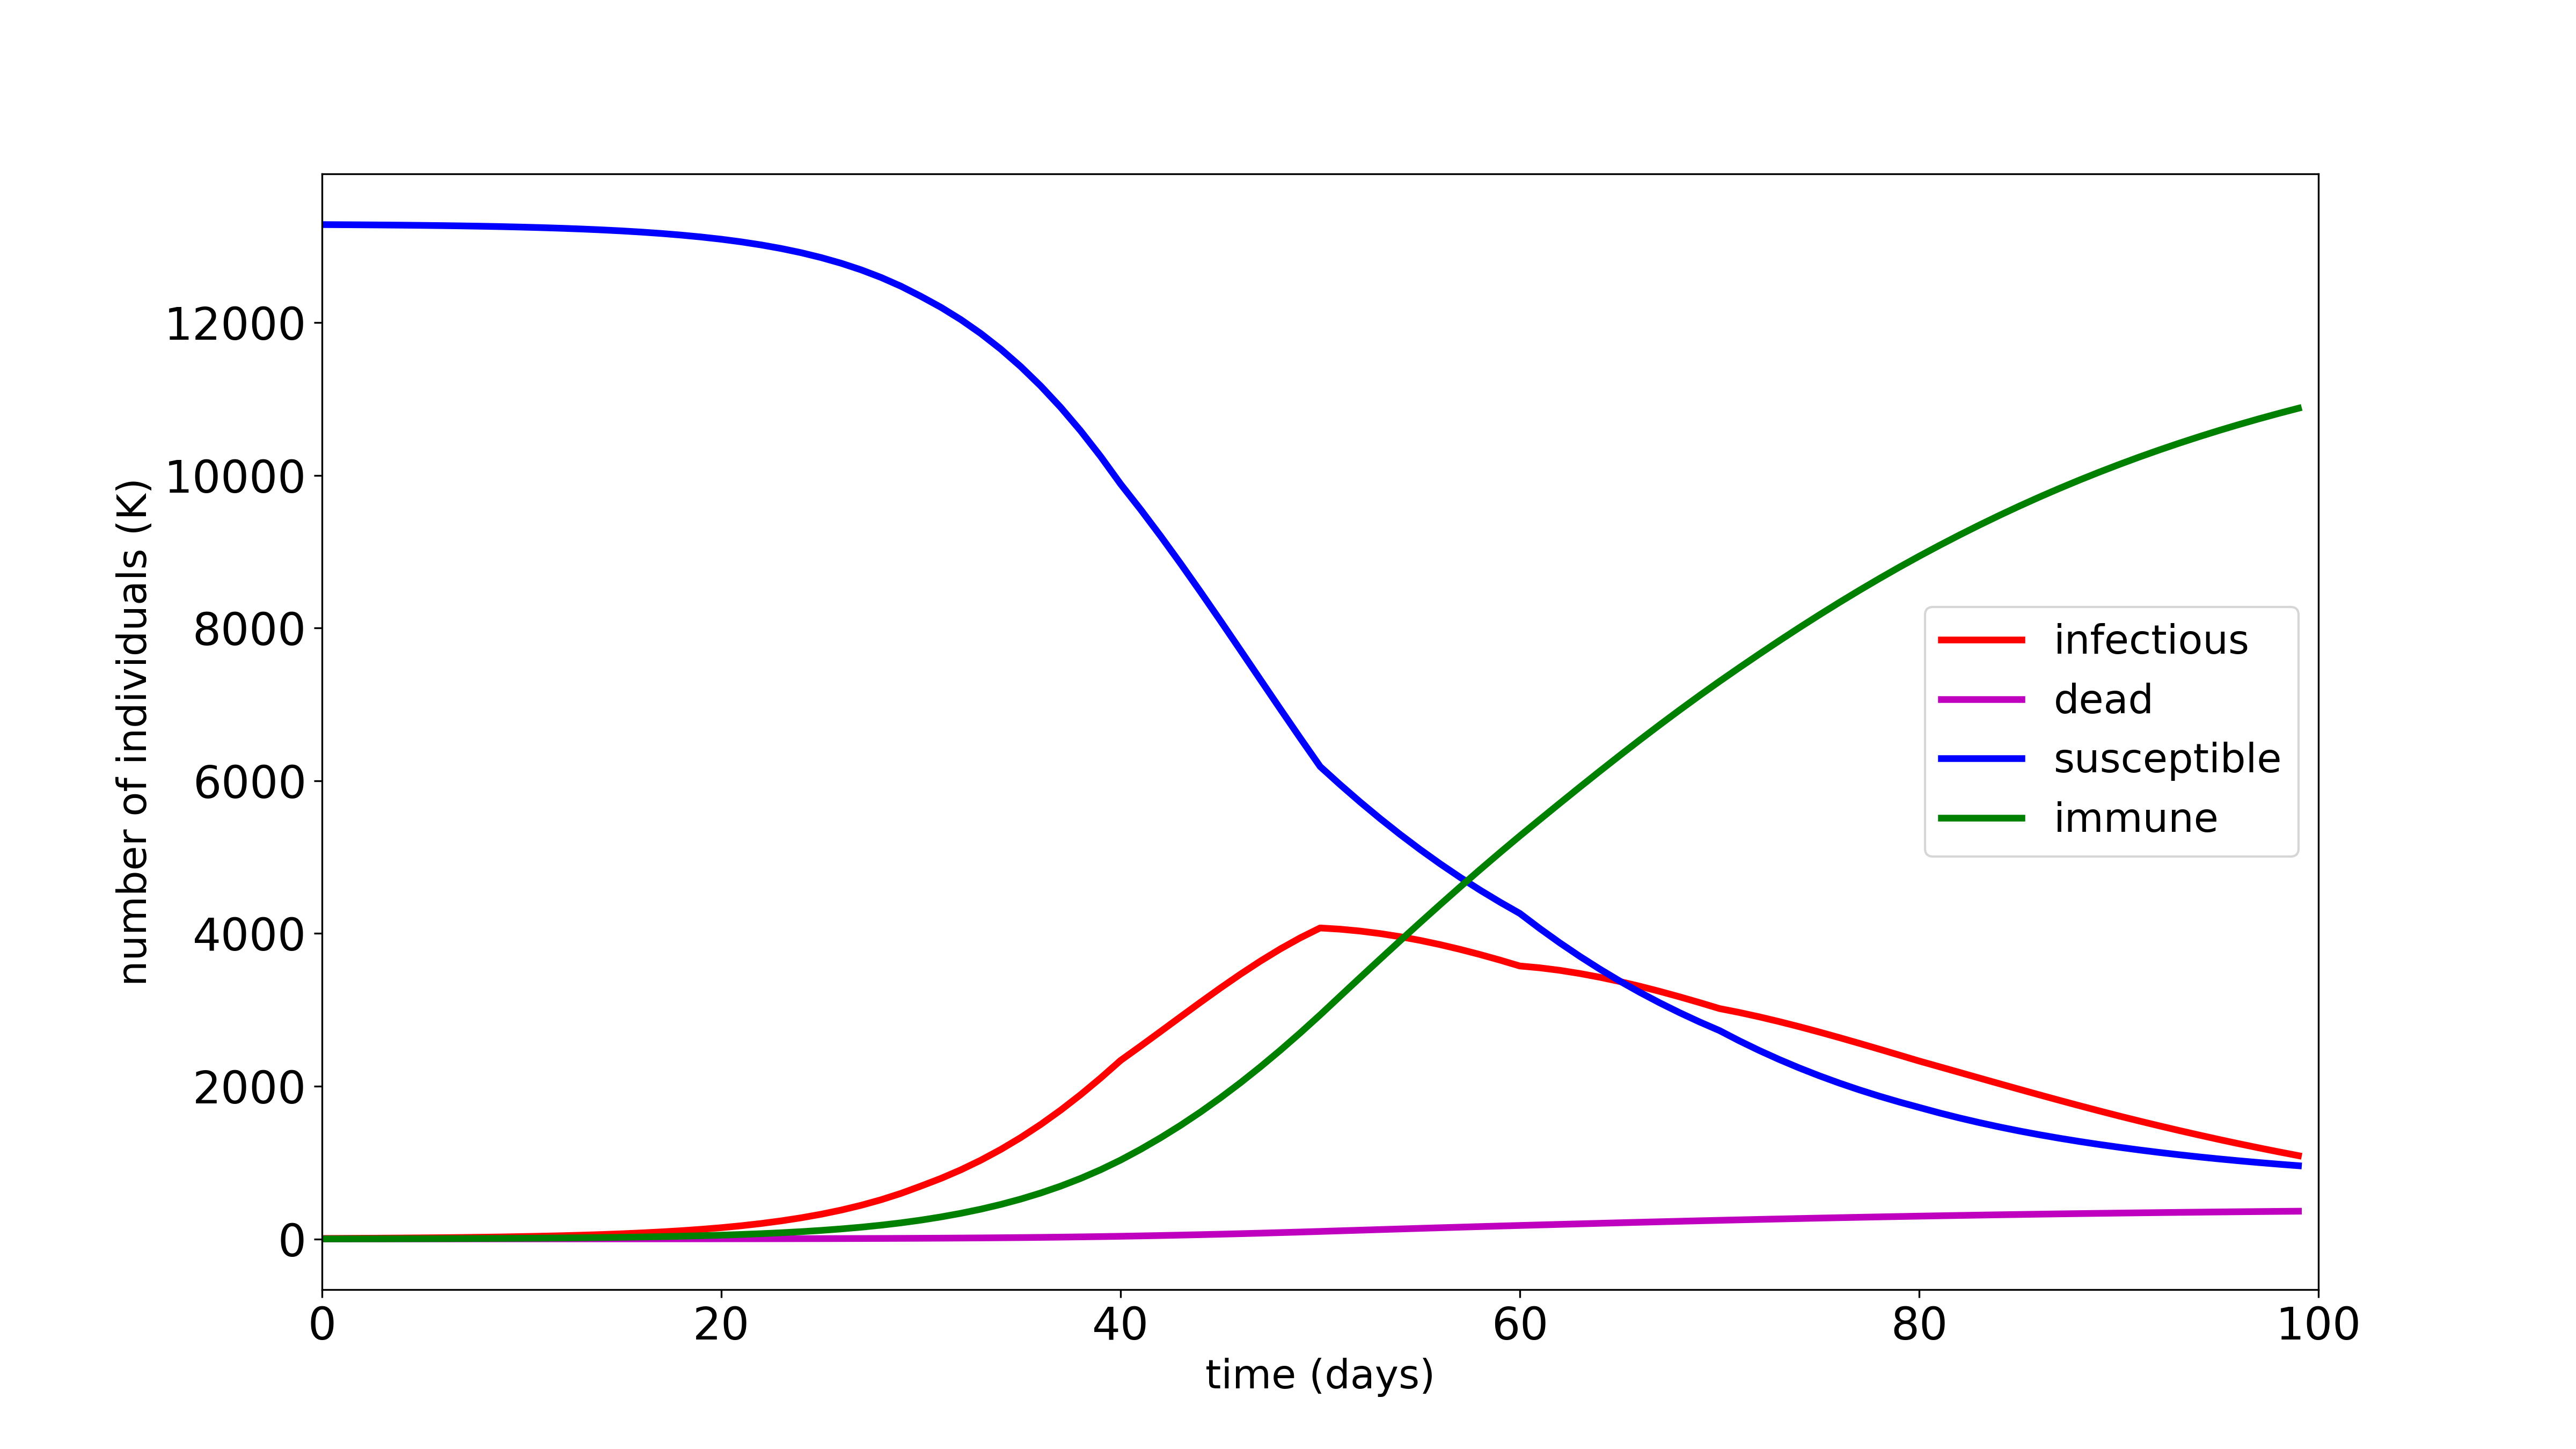 number of individuals (K)
12000
10000
8000
6000
4000
2000
0
infectious
dead
susceptible
immune
0 20 40 60 80 100
time (days)